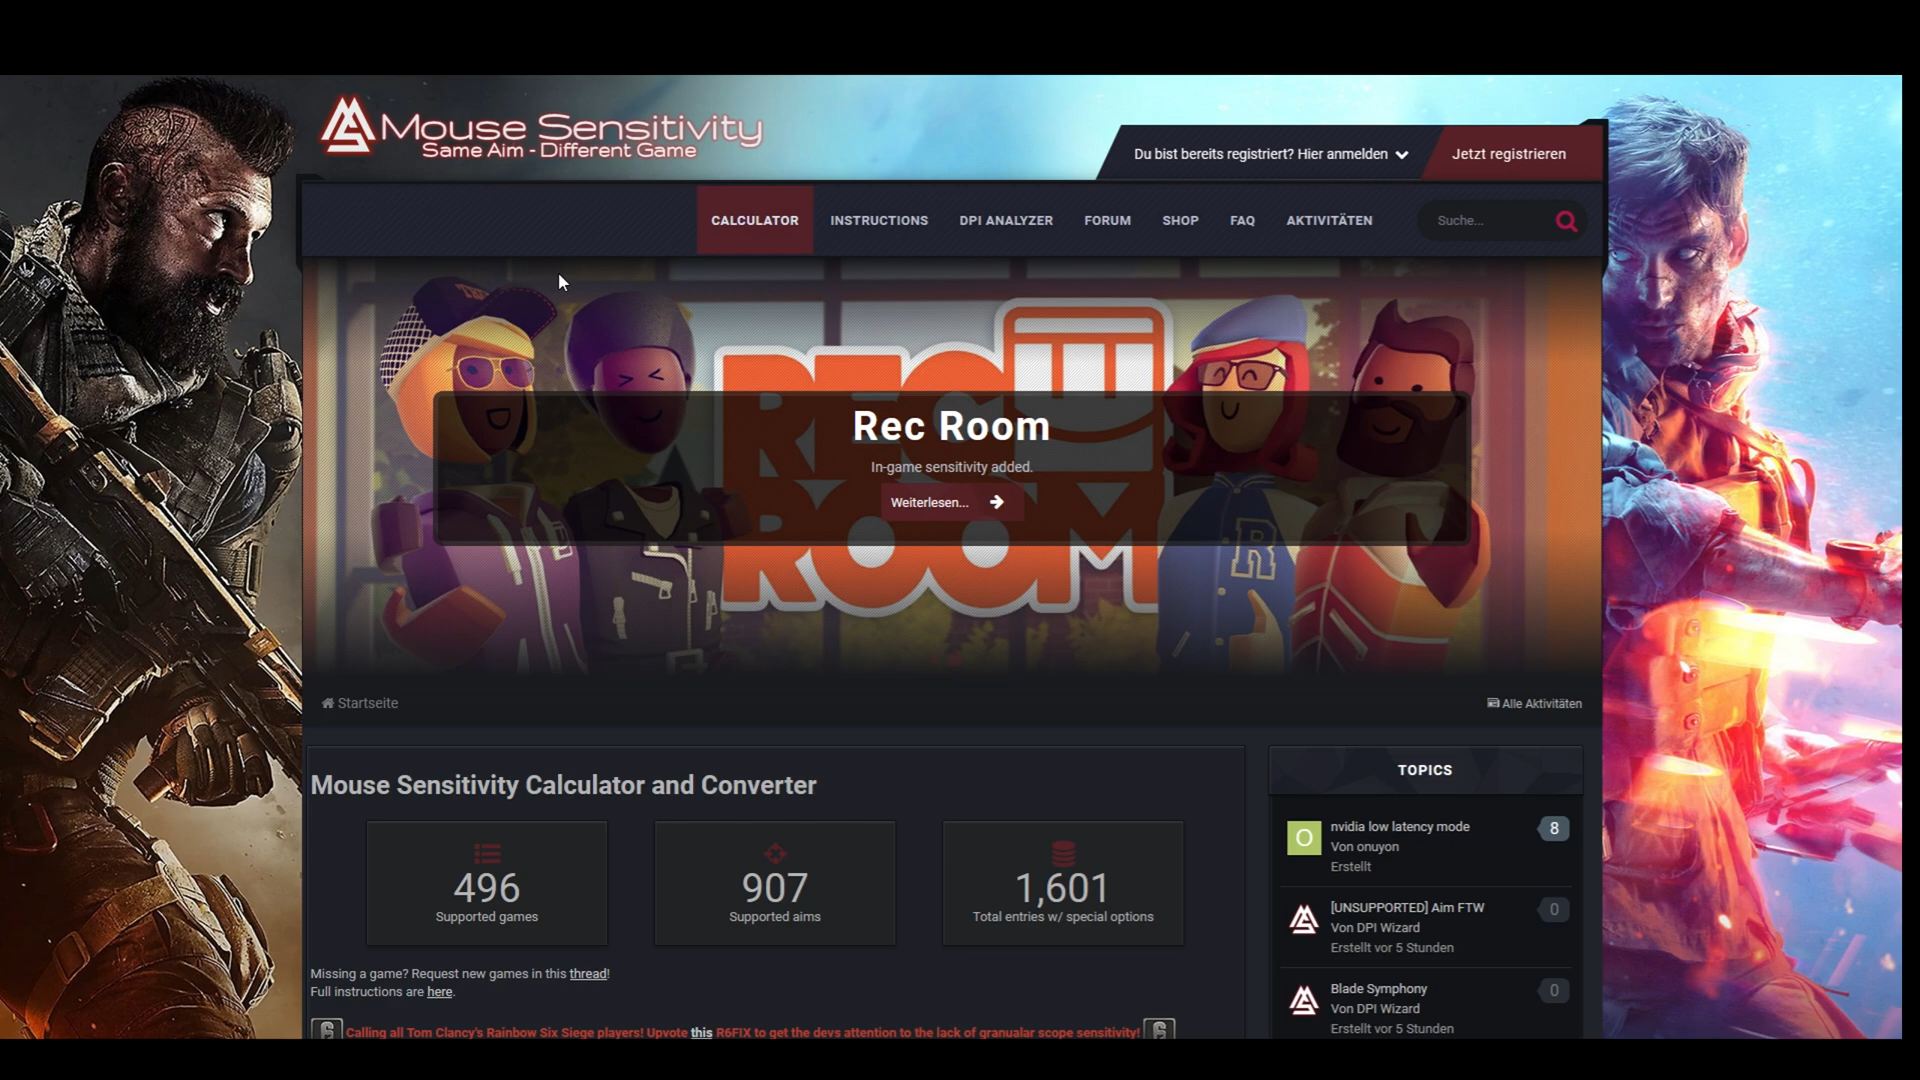 Mouse Sensitivity
Same Aim - Different Game
Du bist bereits registriert? Hier anmelden
Jetzt registrieren
CALCULATOR
INSTRUCTIONS
DPI ANALYZER
FORUM
SHOP
FAQ
AKTIVITÄTEN
Suche...
REC
ROOM
R
Rec Room
In-game sensitivity added.
Weiterlesen...
Startseite
Alle Aktivitäten
Mouse Sensitivity Calculator and Converter
496
Supported games
907
Supported aims
1,601
Total entries w/ special options
Missing a game? Request new games in this thread!
Full instructions are here.
6 Calling all Tom Clancy's Rainbow Six Siege players! Upvote this R6FIX to get the devs attention to the lack of granualar scope sensitivity! 6
TOPICS
O
nvidia low latency mode
8
Von onuyon
Erstellt
[UNSUPPORTED] Aim FTW
0
Von DPI Wizard
Erstellt vor 5 Stunden
Blade Symphony
0
Von DPI Wizard
Erstellt vor 5 Stunden